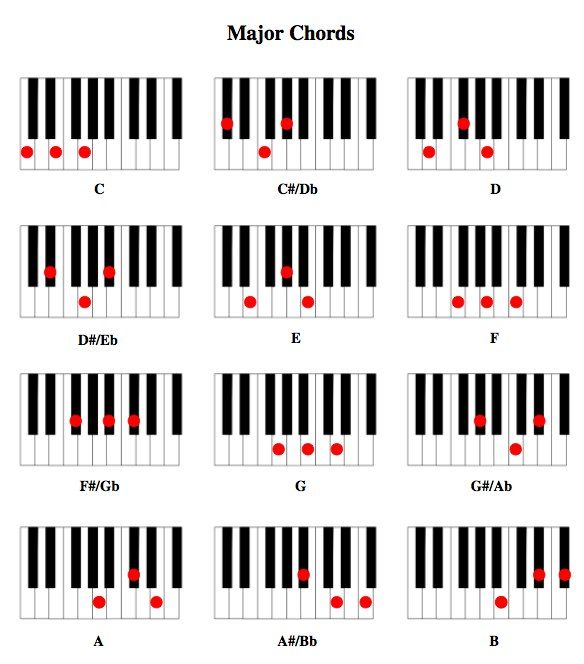 Major Chords
C C#/Db D
D#/Eb E F
F#/Gb G G#/Ab
A A#/Bb B